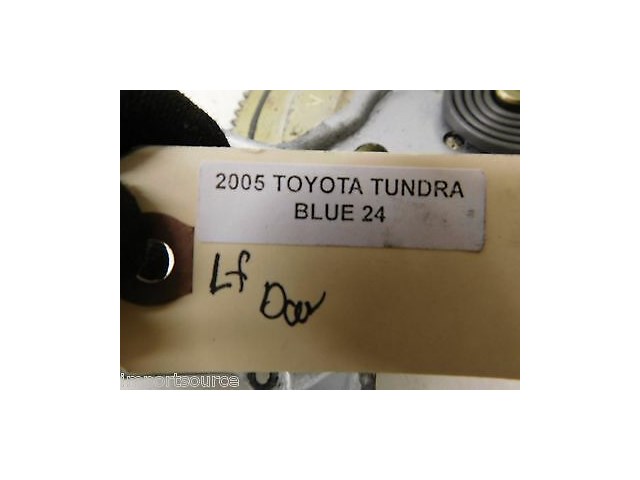 2005 TOYOTA TUNDRA
BLUE 24
Lf
Door
importsource